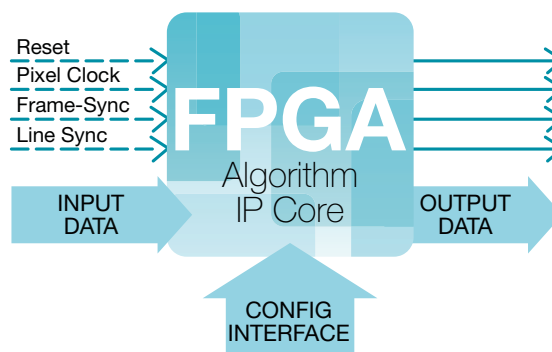 Reset
Pixel Clock
Frame-Sync
Line Sync
FPGA
Algorithm
IP Core
INPUT
DATA
OUTPUT
DATA
CONFIG
INTERFACE